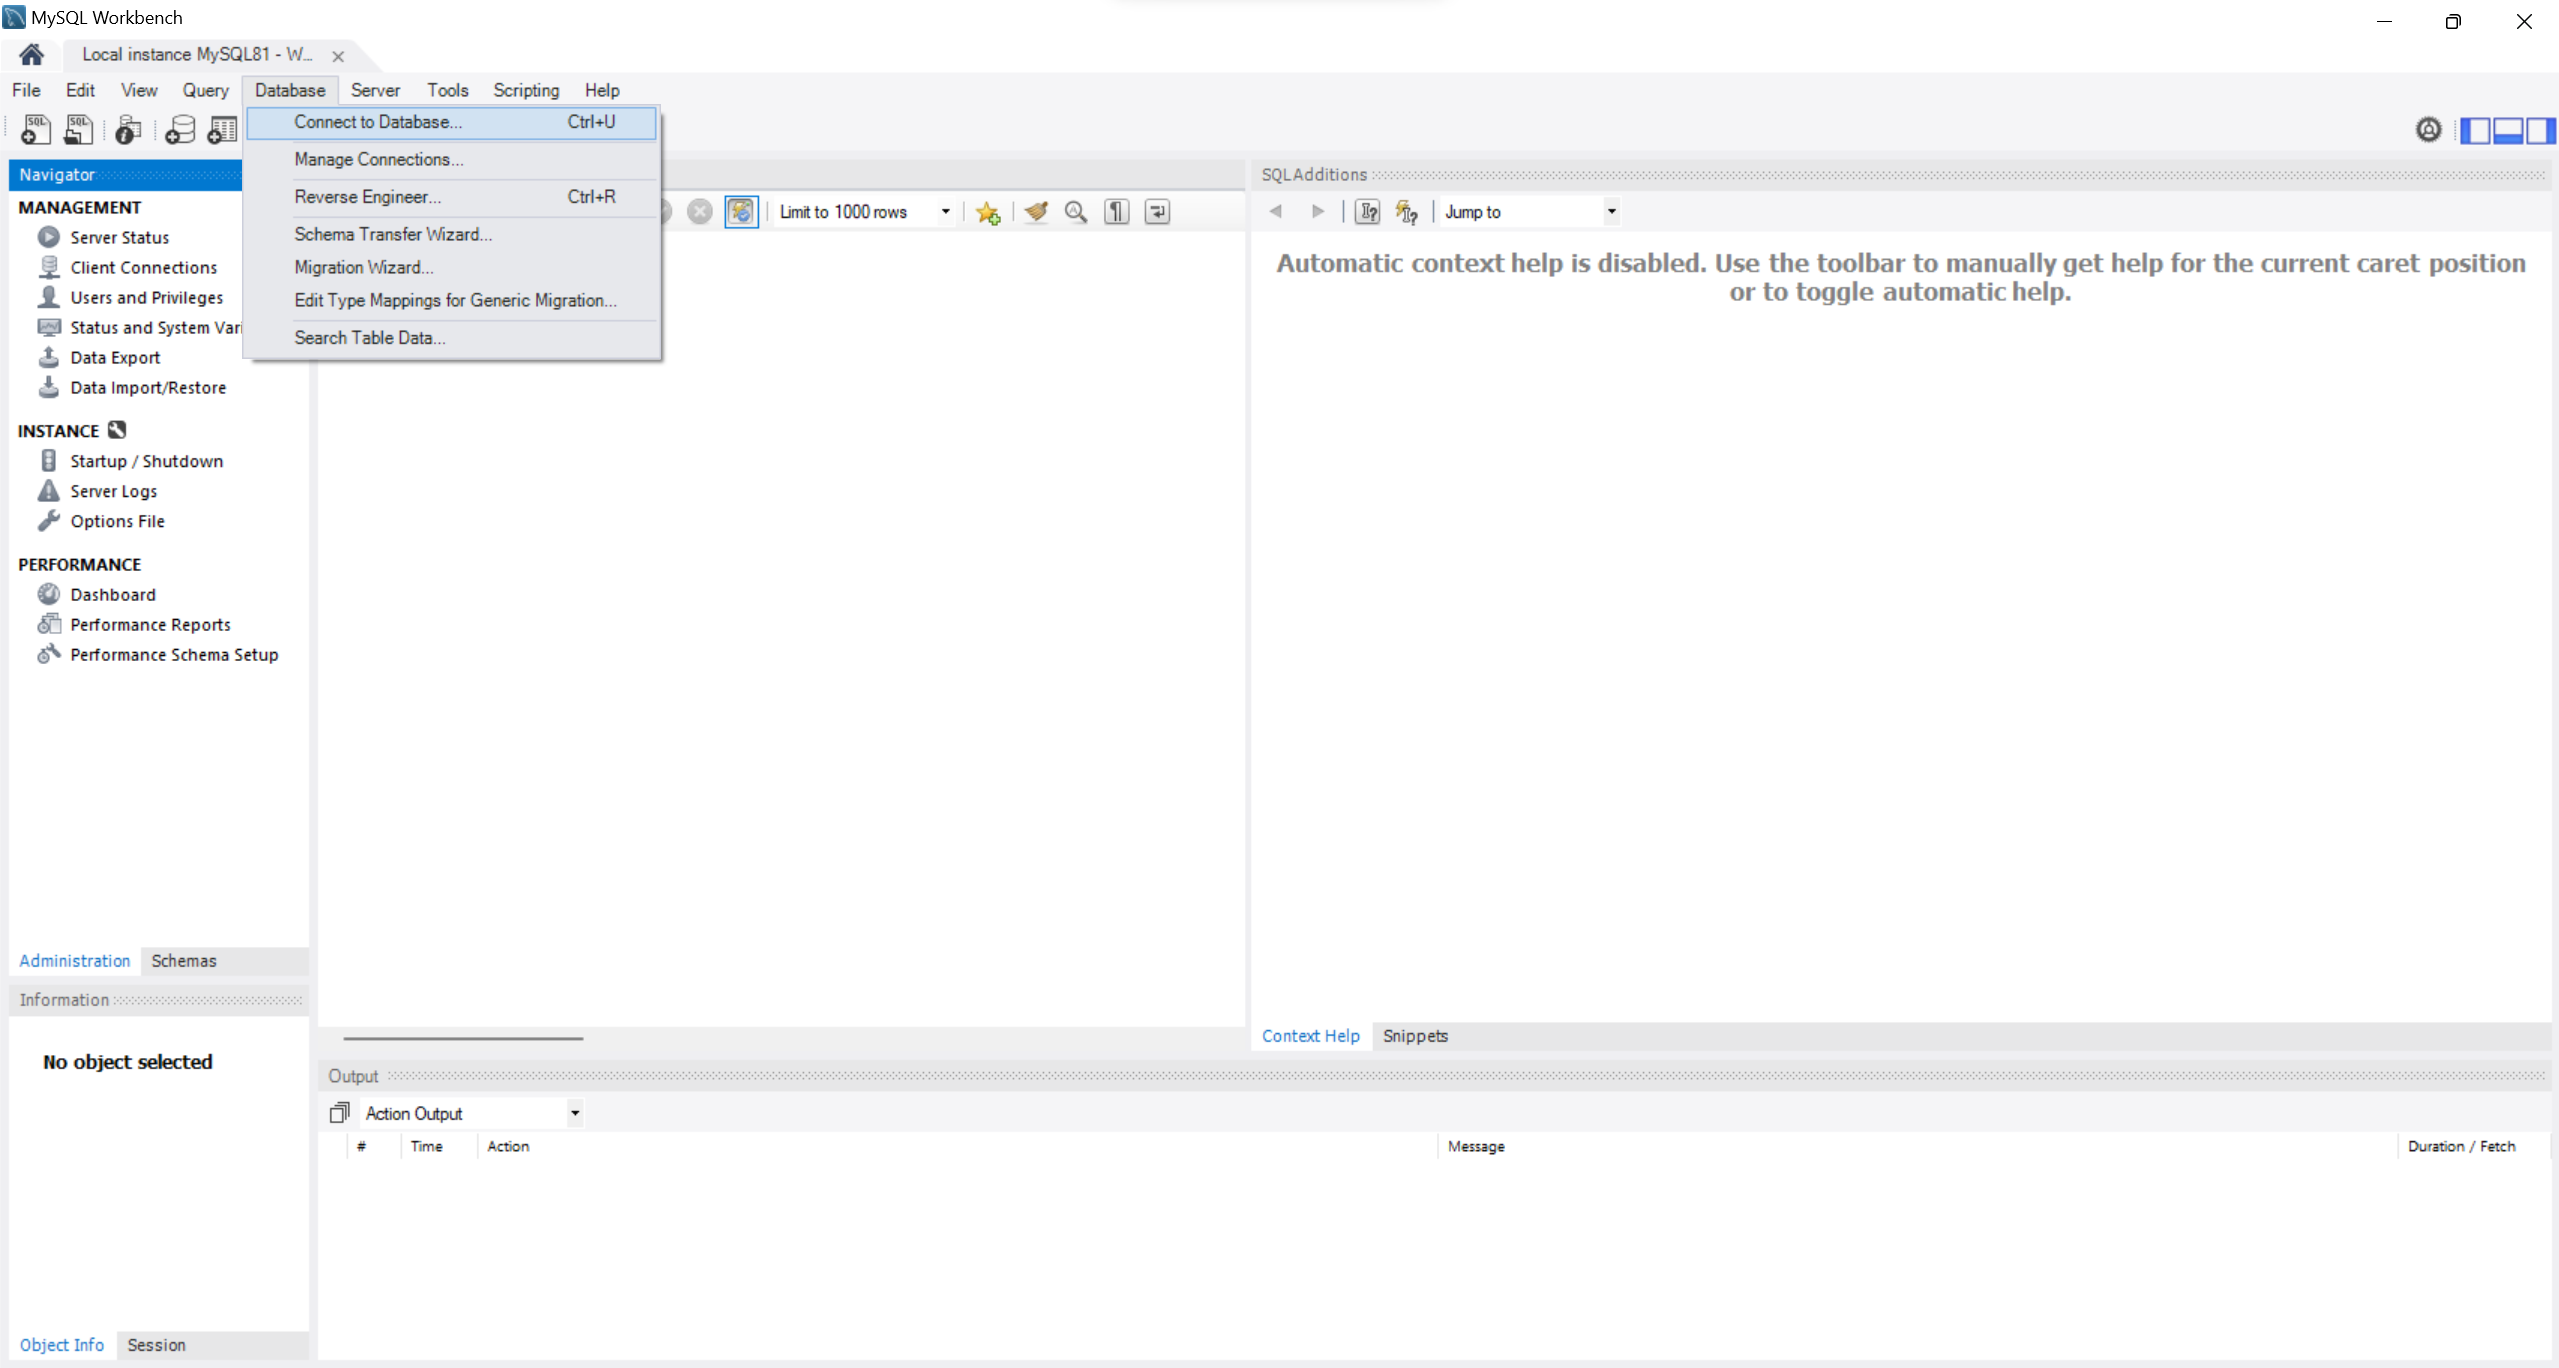 MySQL Workbench
Local instance MySQL81 - W...
File Edit View Query Database Server Tools Scripting Help
Connect to Database... Ctrl+U
Manage Connections...
Reverse Engineer... Ctrl+R
Schema Transfer Wizard...
Migration Wizard...
Edit Type Mappings for Generic Migration...
Search Table Data...
SQL SQL
Navigator
MANAGEMENT
Server Status
Client Connections
Users and Privileges
Status and System Vari
Data Export
Data Import/Restore
INSTANCE
Startup / Shutdown
Server Logs
Options File
PERFORMANCE
Dashboard
Performance Reports
Performance Schema Setup
Administration Schemas
Information
No object selected
Object Info Session
Limit to 1000 rows
SQLAdditions
Jump to
Automatic context help is disabled. Use the toolbar to manually get help for the current caret position
or to toggle automatic help.
Context Help Snippets
Output
Action Output
# Time Action Message Duration / Fetch